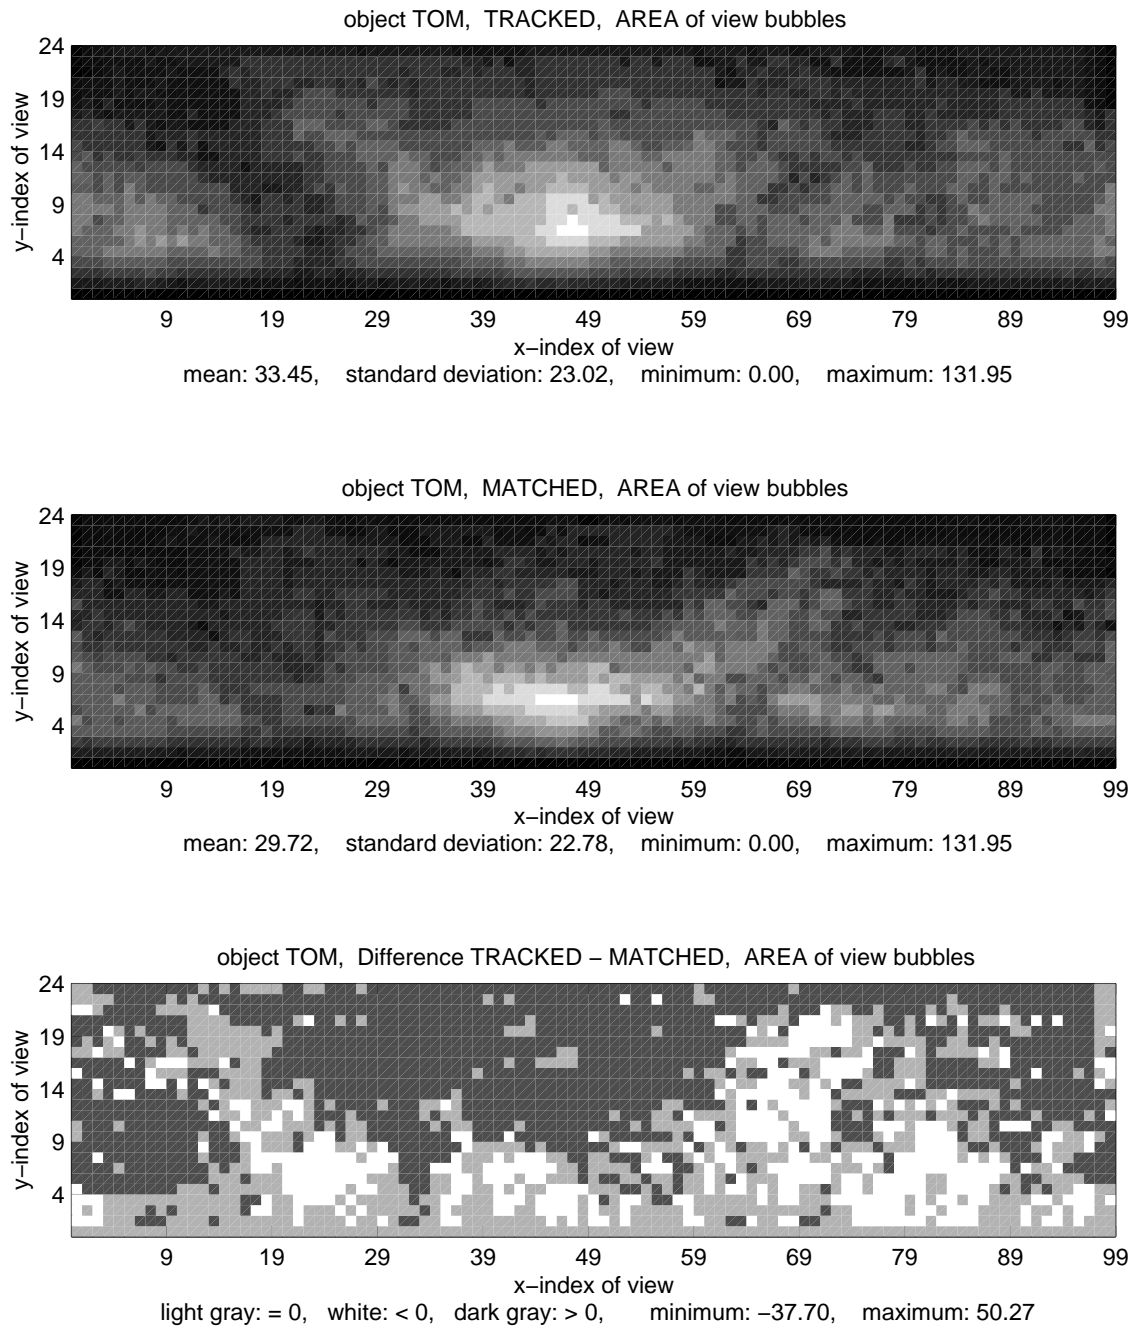 object TOM, TRACKED, AREA of view bubbles
24
19
14
9
4
y−index of view
9 19 29 39 49 59 69 79 89 99
x−index of view
mean: 33.45, standard deviation: 23.02, minimum: 0.00, maximum: 131.95
object TOM, MATCHED, AREA of view bubbles
24
19
14
9
4
y−index of view
9 19 29 39 49 59 69 79 89 99
x−index of view
mean: 29.72, standard deviation: 22.78, minimum: 0.00, maximum: 131.95
object TOM, Difference TRACKED − MATCHED, AREA of view bubbles
24
19
14
9
4
y−index of view
9 19 29 39 49 59 69 79 89 99
x−index of view
light gray: = 0, white: < 0, dark gray: > 0, minimum: −37.70, maximum: 50.27